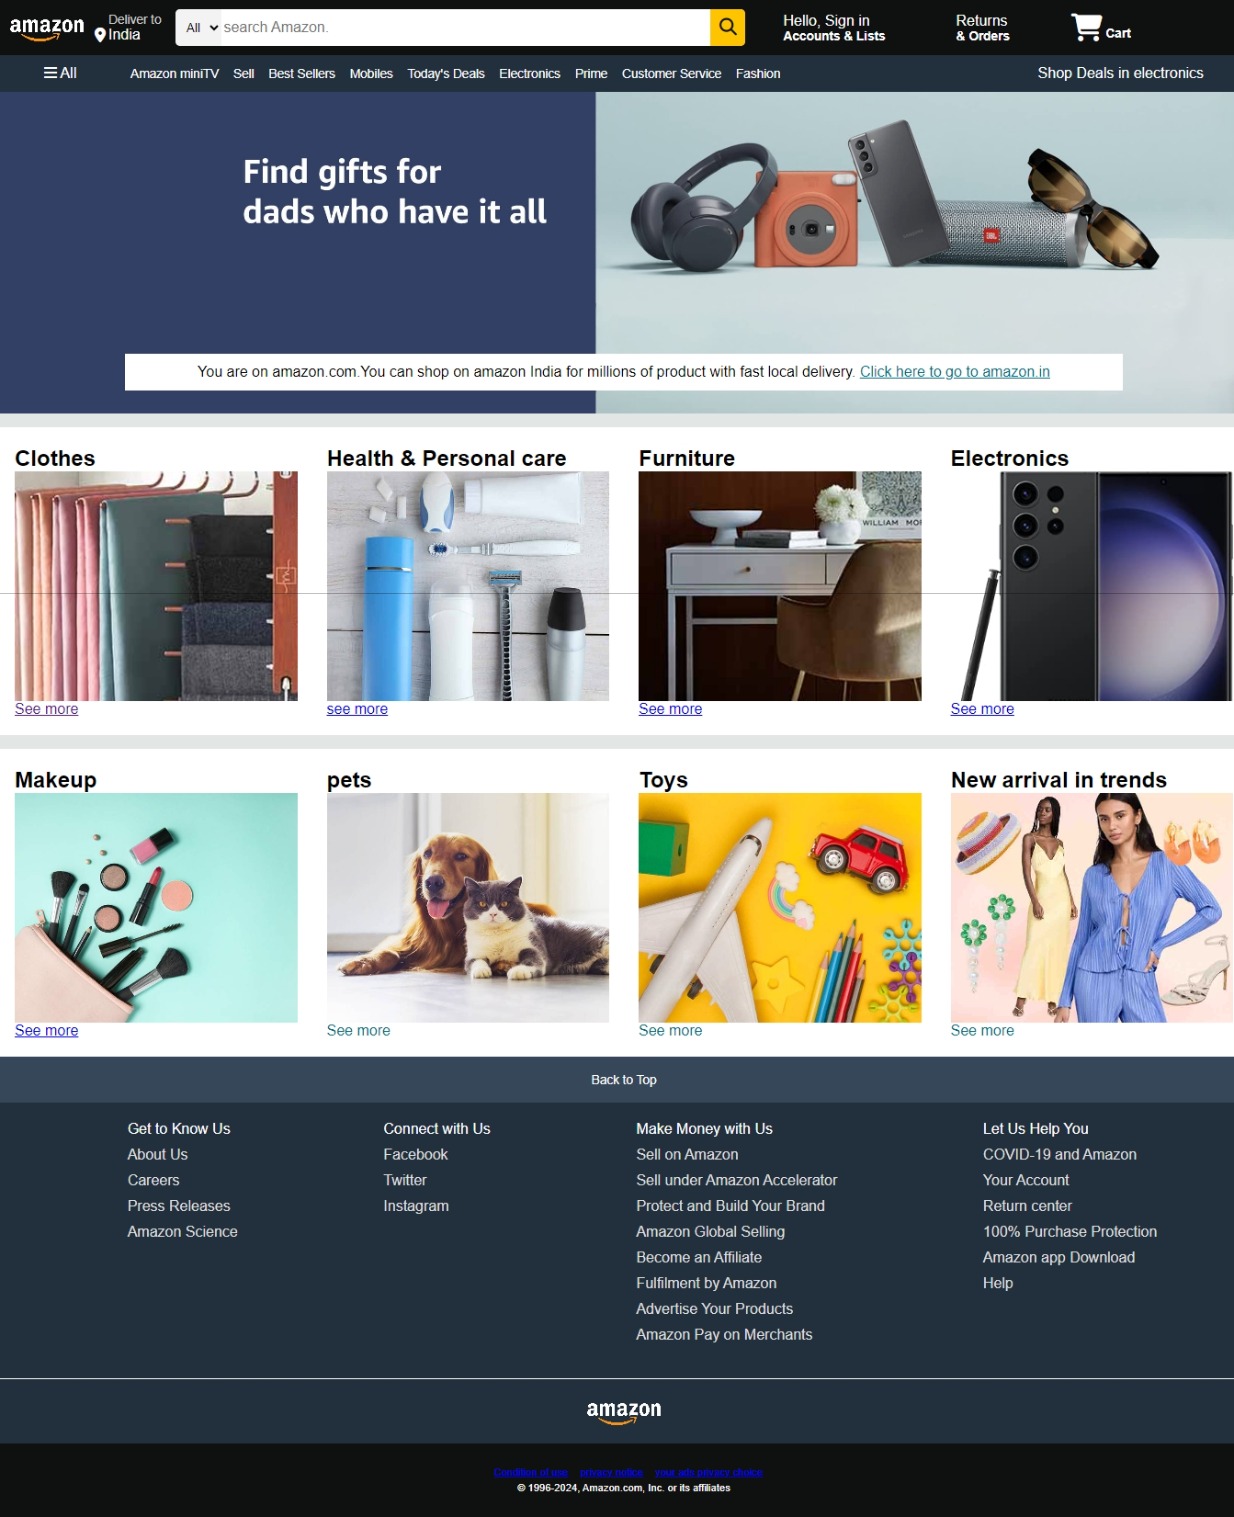 amazon
Deliver to
India
All
search Amazon.
Hello, Sign in
Accounts & Lists
Returns
& Orders
Cart
All
Amazon miniTV Sell Best Sellers Mobiles Today's Deals Electronics Prime Customer Service Fashion
Shop Deals in electronics
Find gifts for
dads who have it all
SAMSUNG
JBL
You are on amazon.com.You can shop on amazon India for millions of product with fast local delivery. Click here to go to amazon.in
Clothes
Health & Personal care
Furniture
Electronics
WILLIAM MOR
See more
see more
See more
See more
Makeup
pets
Toys
New arrival in trends
See more
See more
See more
See more
Back to Top
Get to Know Us
About Us
Careers
Press Releases
Amazon Science
Connect with Us
Facebook
Twitter
Instagram
Make Money with Us
Sell on Amazon
Sell under Amazon Accelerator
Protect and Build Your Brand
Amazon Global Selling
Become an Affiliate
Fulfilment by Amazon
Advertise Your Products
Amazon Pay on Merchants
Let Us Help You
COVID-19 and Amazon
Your Account
Return center
100% Purchase Protection
Amazon app Download
Help
amazon
Condition of use privacy notice your ads privacy choice
© 1996-2024, Amazon.com, Inc. or its affiliates